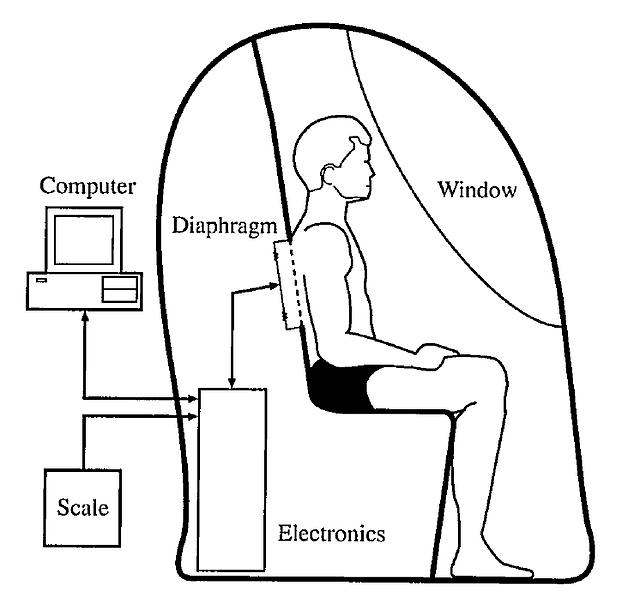 Computer
Diaphragm
Window
Scale
Electronics